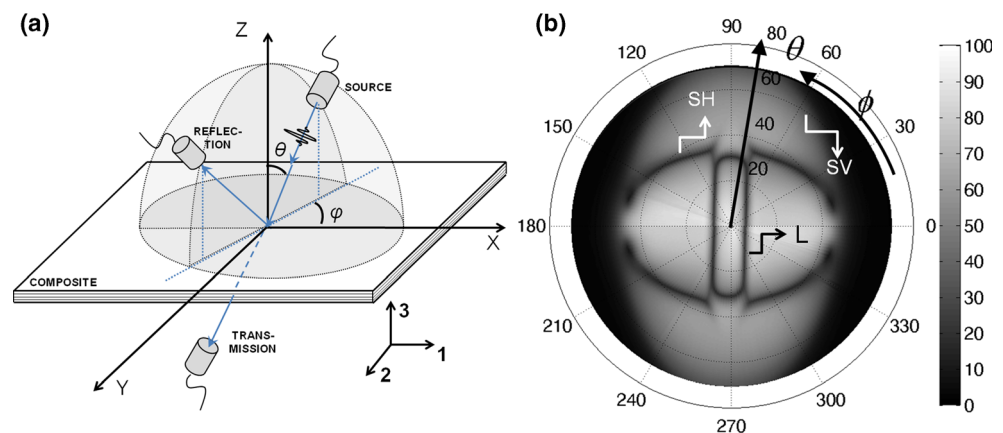 (a)
Z
SOURCE
REFLEC-
TION
θ
φ
X
COMPOSITE
TRANS-
MISSION
Y
3
1
2
(b)
90
80
θ
60
120
60
ϕ
SH
40
30
150
SV
20
180
L
0
210
330
240
300
270
100
90
80
70
60
50
40
30
20
10
0